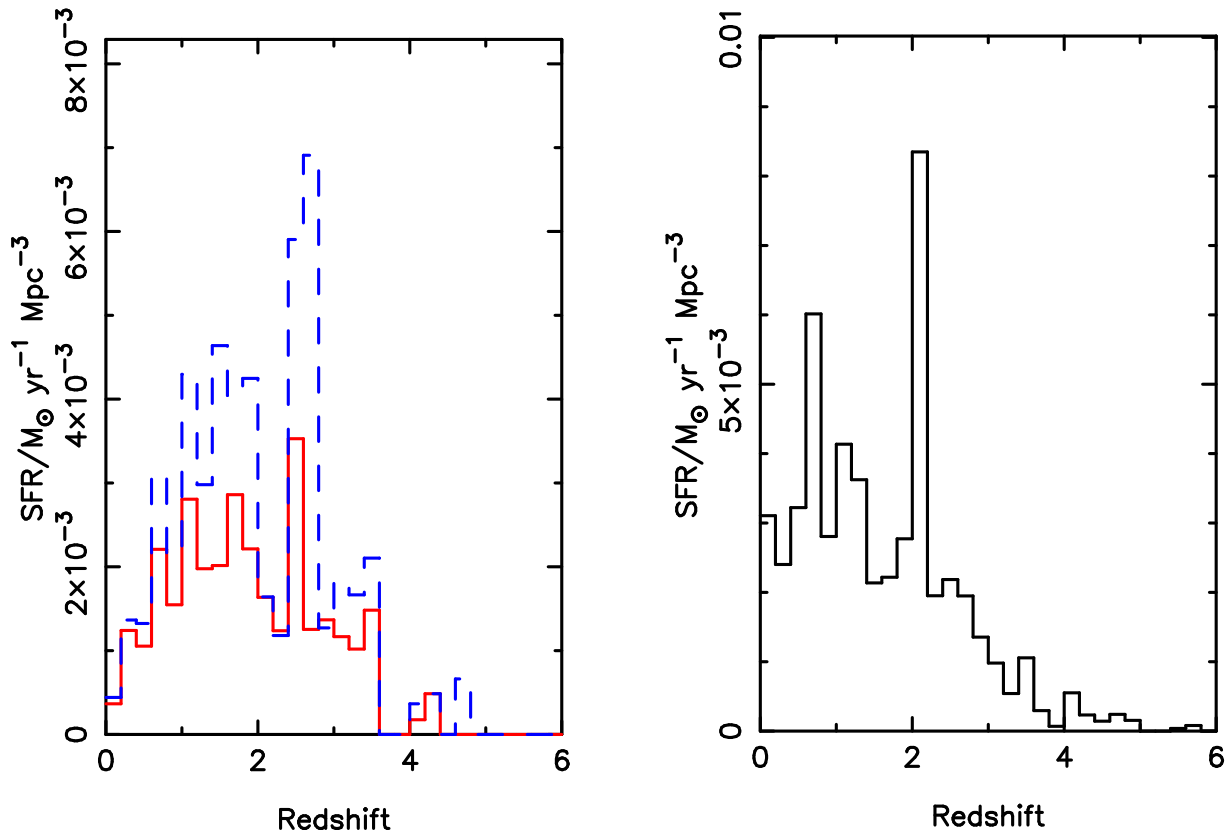 SFR/M⊙ yr⁻¹ Mpc⁻³
8×10⁻³
6×10⁻³
4×10⁻³
2×10⁻³
0
0 2 4 6
Redshift
SFR/M⊙ yr⁻¹ Mpc⁻³
0.01
5×10⁻³
0
0 2 4 6
Redshift